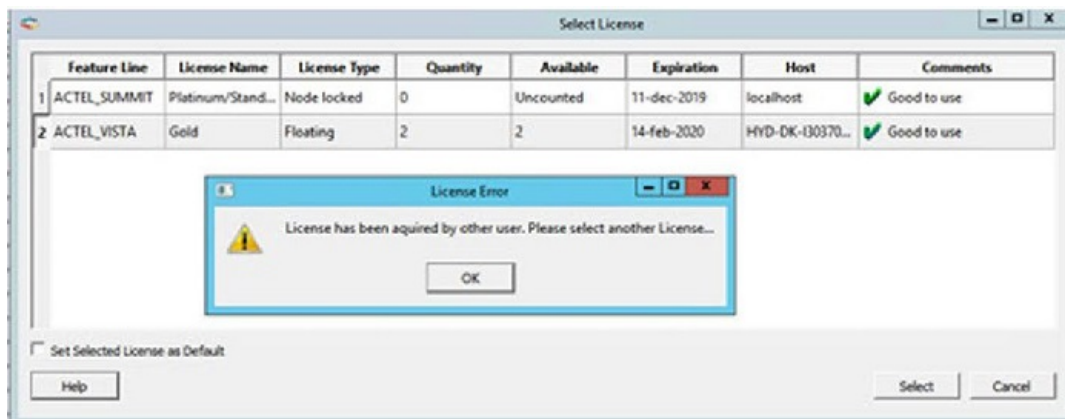 Select License
Feature Line License Name License Type Quantity Available Expiration Host Comments
1 ACTEL_SUMMIT Platinum/Stand... Node locked 0 Uncounted 11-dec-2019 localhost Good to use
2 ACTEL_VISTA Gold Floating 2 2 14-feb-2020 HYD-DK-I30370... Good to use
License Error
License has been aquired by other user. Please select another License...
OK
Set Selected License as Default
Help Select Cancel